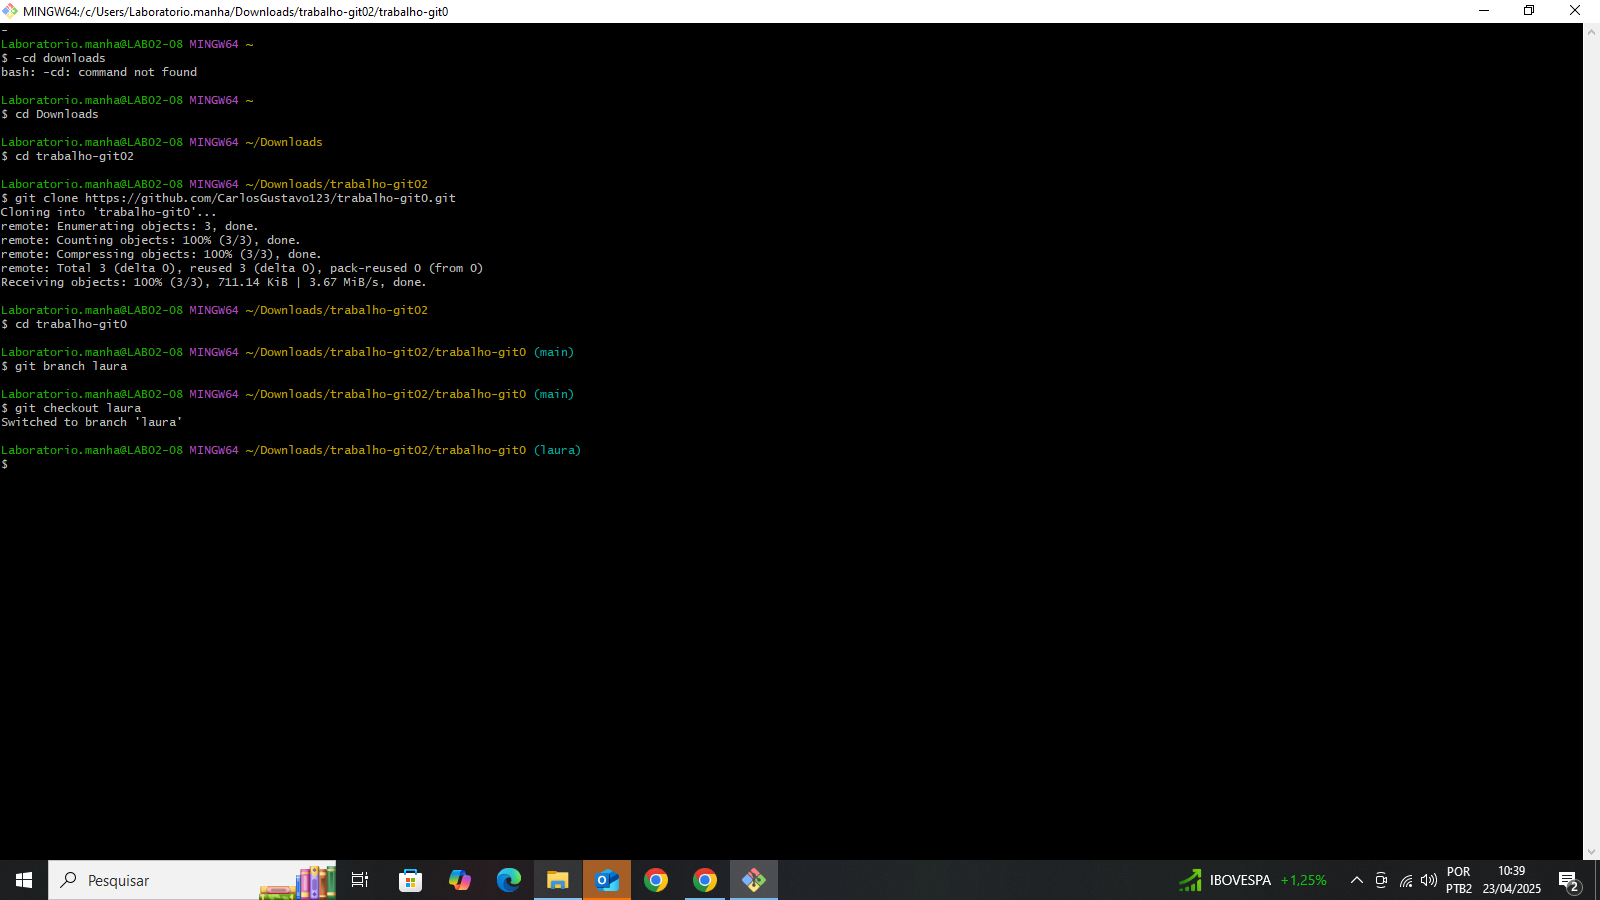 MINGW64:/c/Users/Laboratorio.manha/Downloads/trabalho-git02/trabalho-git0
Laboratorio.manha@LAB02-08 MINGW64 ~
$ -cd downloads
bash: -cd: command not found
Laboratorio.manha@LAB02-08 MINGW64 ~
$ cd Downloads
Laboratorio.manha@LAB02-08 MINGW64 ~/Downloads
$ cd trabalho-git02
Laboratorio.manha@LAB02-08 MINGW64 ~/Downloads/trabalho-git02
$ git clone https://github.com/CarlosGustavo123/trabalho-git0.git
Cloning into 'trabalho-git0'...
remote: Enumerating objects: 3, done.
remote: Counting objects: 100% (3/3), done.
remote: Compressing objects: 100% (3/3), done.
remote: Total 3 (delta 0), reused 3 (delta 0), pack-reused 0 (from 0)
Receiving objects: 100% (3/3), 711.14 KiB | 3.67 MiB/s, done.
Laboratorio.manha@LAB02-08 MINGW64 ~/Downloads/trabalho-git02
$ cd trabalho-git0
Laboratorio.manha@LAB02-08 MINGW64 ~/Downloads/trabalho-git02/trabalho-git0 (main)
$ git branch laura
Laboratorio.manha@LAB02-08 MINGW64 ~/Downloads/trabalho-git02/trabalho-git0 (main)
$ git checkout laura
Switched to branch 'laura'
Laboratorio.manha@LAB02-08 MINGW64 ~/Downloads/trabalho-git02/trabalho-git0 (laura)
$
Pesquisar
IBOVESPA +1,25%
POR
PTB2
10:39
23/04/2025
2